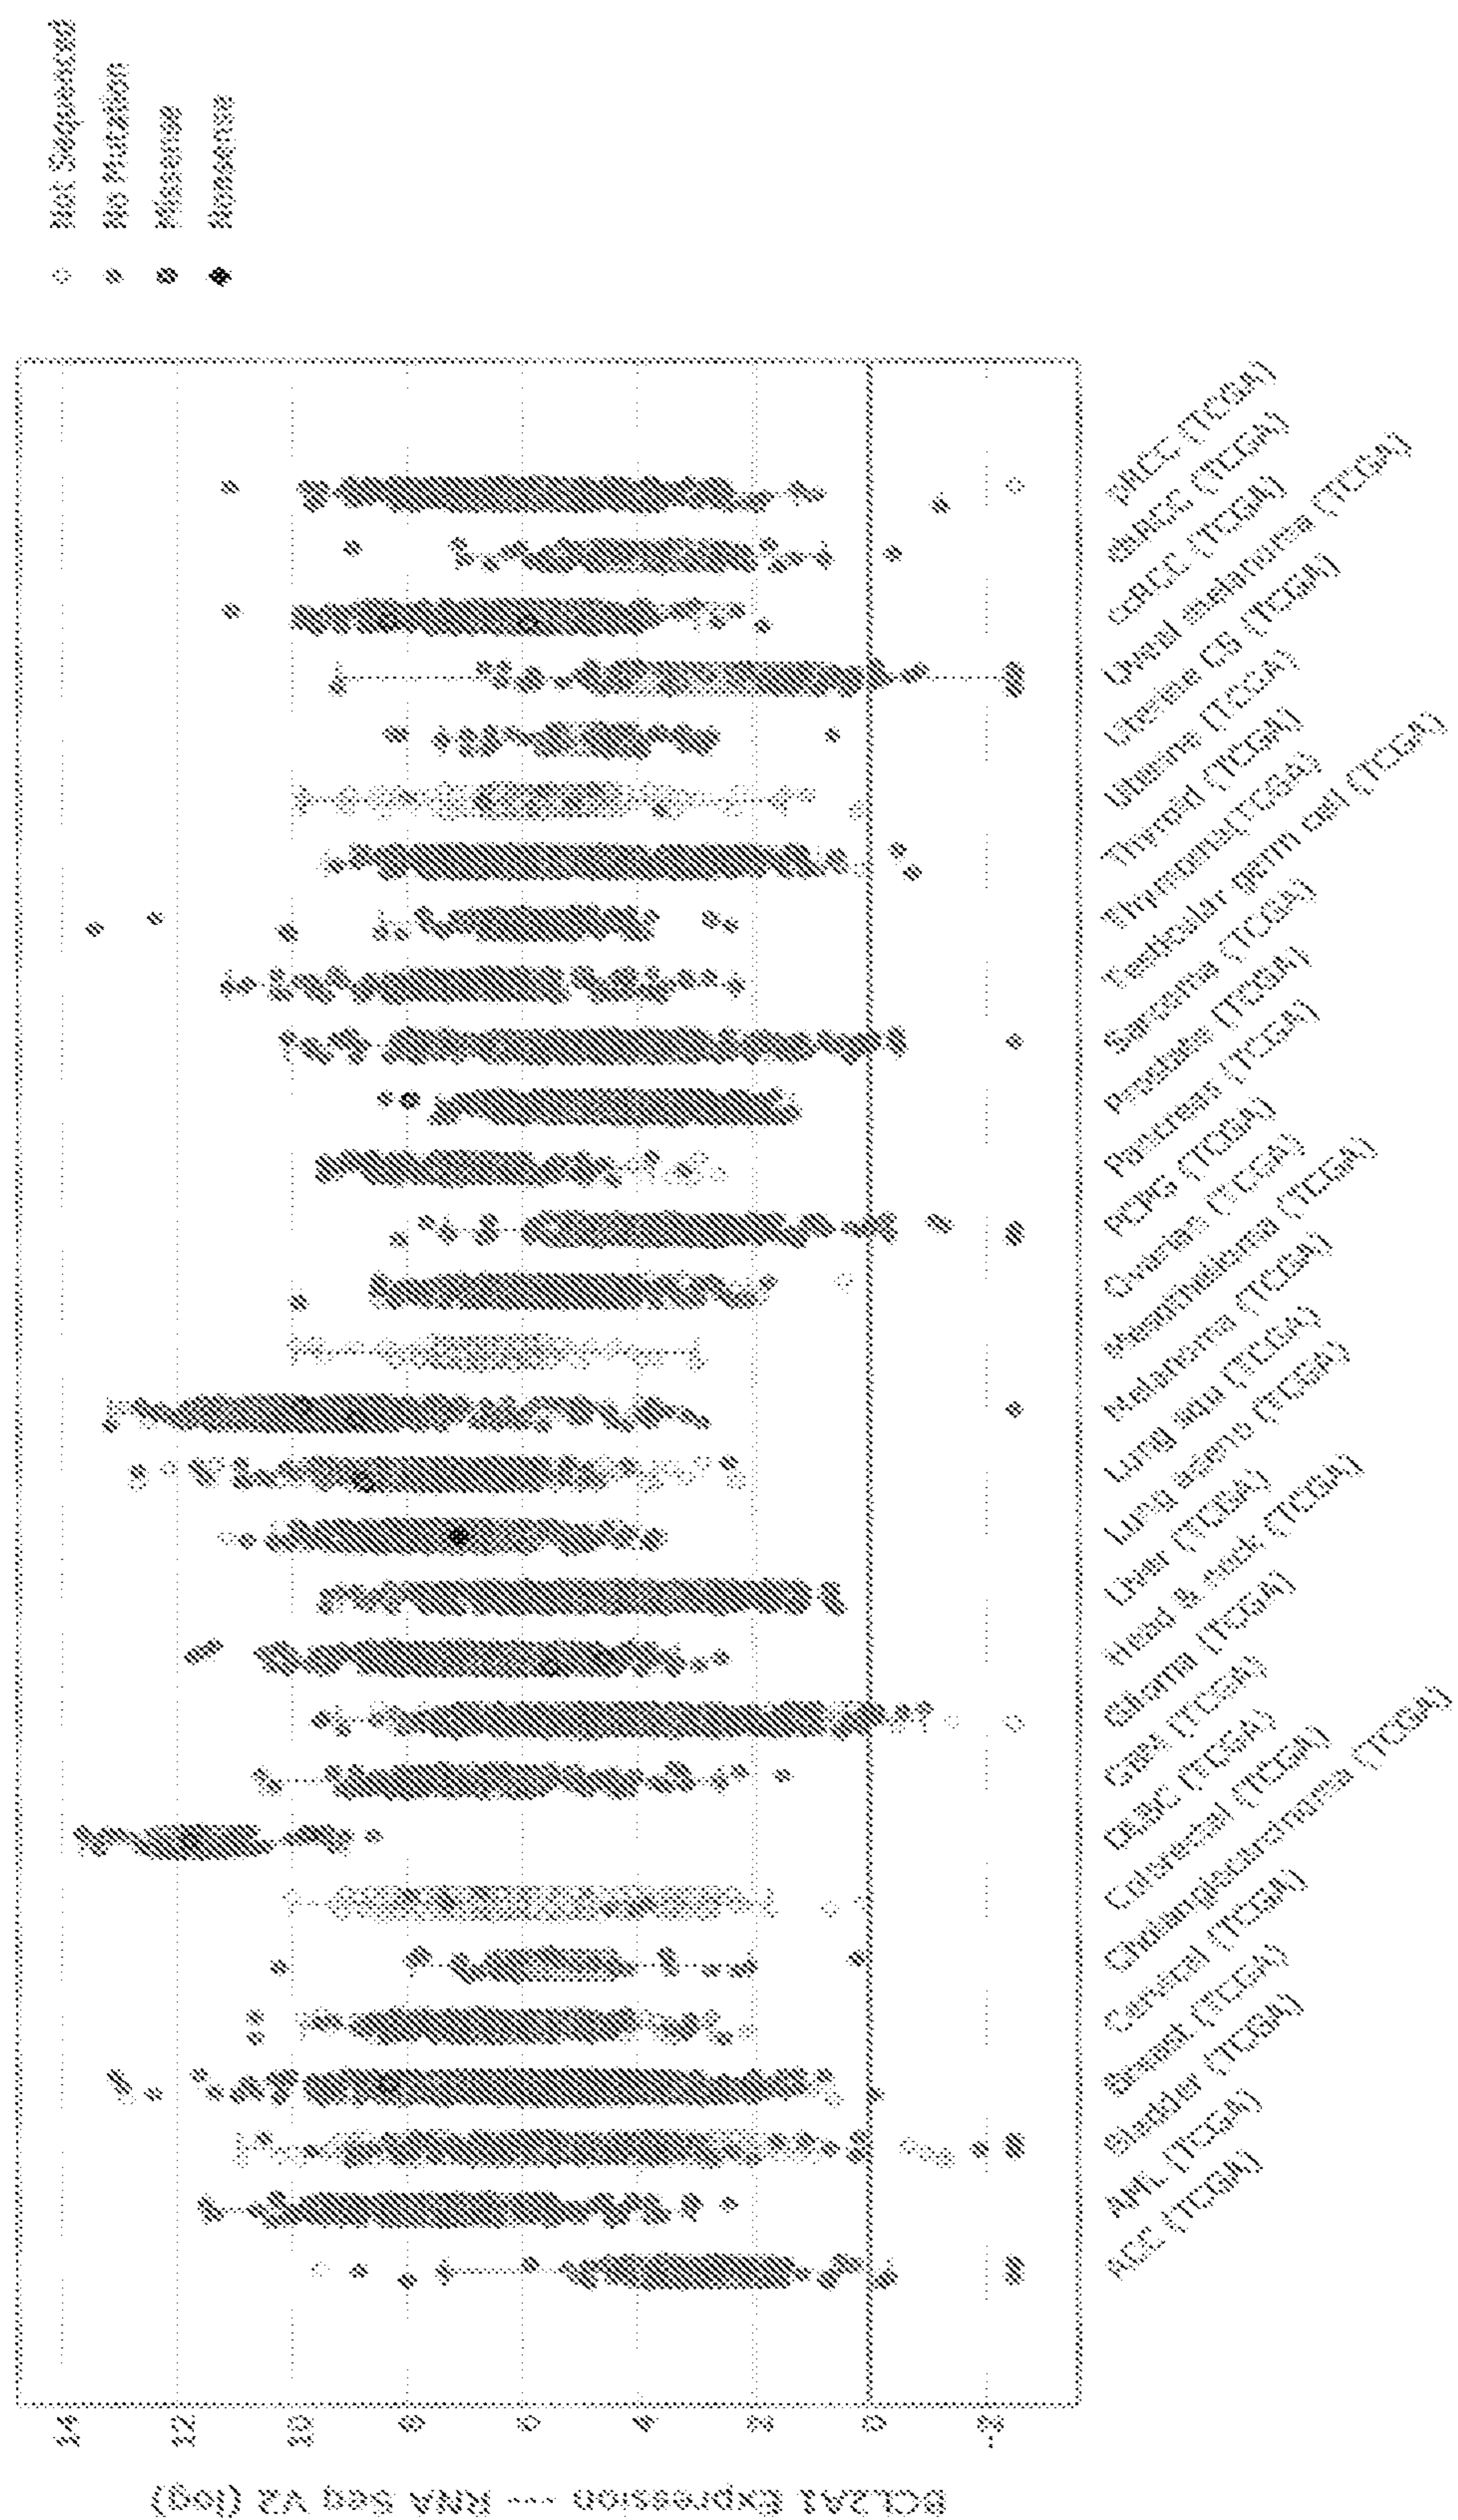 Not Sequenced
No Mutation
Missense
Nonsense
BCL2A1 Expression --- RNA Seq V2 (log)
14
12
10
8
6
4
2
0
-2
ACC (TCGA)
AML (TCGA)
Bladder (TCGA)
Breast (TCGA)
Cervical (TCGA)
Cholangiocarcinoma (TCGA)
Colorectal (TCGA)
DLBC (TCGA)
GBM (TCGA)
Glioma (TCGA)
Head & neck (TCGA)
Liver (TCGA)
Lung adeno (TCGA)
Lung squ (TCGA)
Melanoma (TCGA)
Mesothelioma (TCGA)
Ovarian (TCGA)
PCPG (TCGA)
Pancreas (TCGA)
Prostate (TCGA)
Sarcoma (TCGA)
Testicular germ cell (TCGA)
Thymoma(TCGA)
Thyroid (TCGA)
Uterine (TCGA)
Uterine CS (TCGA)
Uveal melanoma (TCGA)
ccRCC (TCGA)
chRCC (TCGA)
pRCC (TCGA)